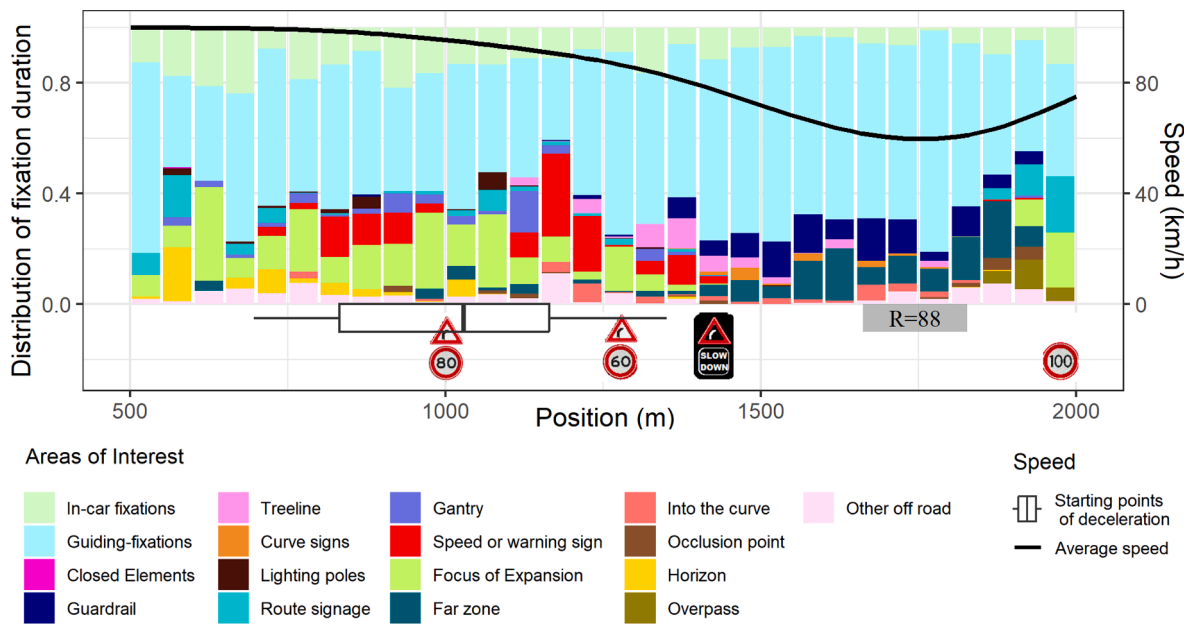 Distribution of fixation duration
0.8
0.4
0.0
80
40
0
Speed (km/h)
R=88
80
60
SLOW
DOWN
100
500
1000
1500
2000
Position (m)
Areas of Interest
In-car fixations
Guiding-fixations
Closed Elements
Guardrail
Treeline
Curve signs
Lighting poles
Route signage
Gantry
Speed or warning sign
Focus of Expansion
Far zone
Into the curve
Occlusion point
Horizon
Overpass
Other off road
Speed
Starting points
of deceleration
Average speed